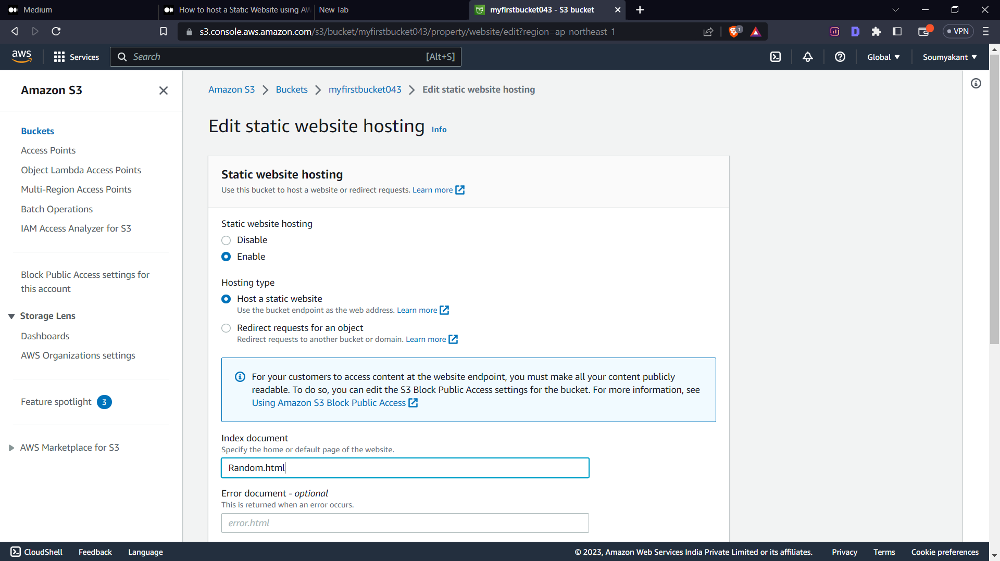 Medium
How to host a Static Website using AW
New Tab
myfirstbucket043 - S3 bucket
s3.console.aws.amazon.com/s3/bucket/myfirstbucket043/property/website/edit?region=ap-northeast-1
1
VPN
aws
Services
Search
[Alt+S]
Global
Soumyakant
Amazon S3
Buckets
Access Points
Object Lambda Access Points
Multi-Region Access Points
Batch Operations
IAM Access Analyzer for S3
Block Public Access settings for
this account
Storage Lens
Dashboards
AWS Organizations settings
Feature spotlight 3
AWS Marketplace for S3
Amazon S3 > Buckets > myfirstbucket043 > Edit static website hosting
Edit static website hosting Info
Static website hosting
Use this bucket to host a website or redirect requests. Learn more
Static website hosting
Disable
Enable
Hosting type
Host a static website
Use the bucket endpoint as the web address. Learn more
Redirect requests for an object
Redirect requests to another bucket or domain. Learn more
For your customers to access content at the website endpoint, you must make all your content publicly
readable. To do so, you can edit the S3 Block Public Access settings for the bucket. For more information, see
Using Amazon S3 Block Public Access
Index document
Specify the home or default page of the website.
Random.html
Error document - optional
This is returned when an error occurs.
error.html
CloudShell
Feedback
Language
© 2023, Amazon Web Services India Private Limited or its affiliates.
Privacy
Terms
Cookie preferences